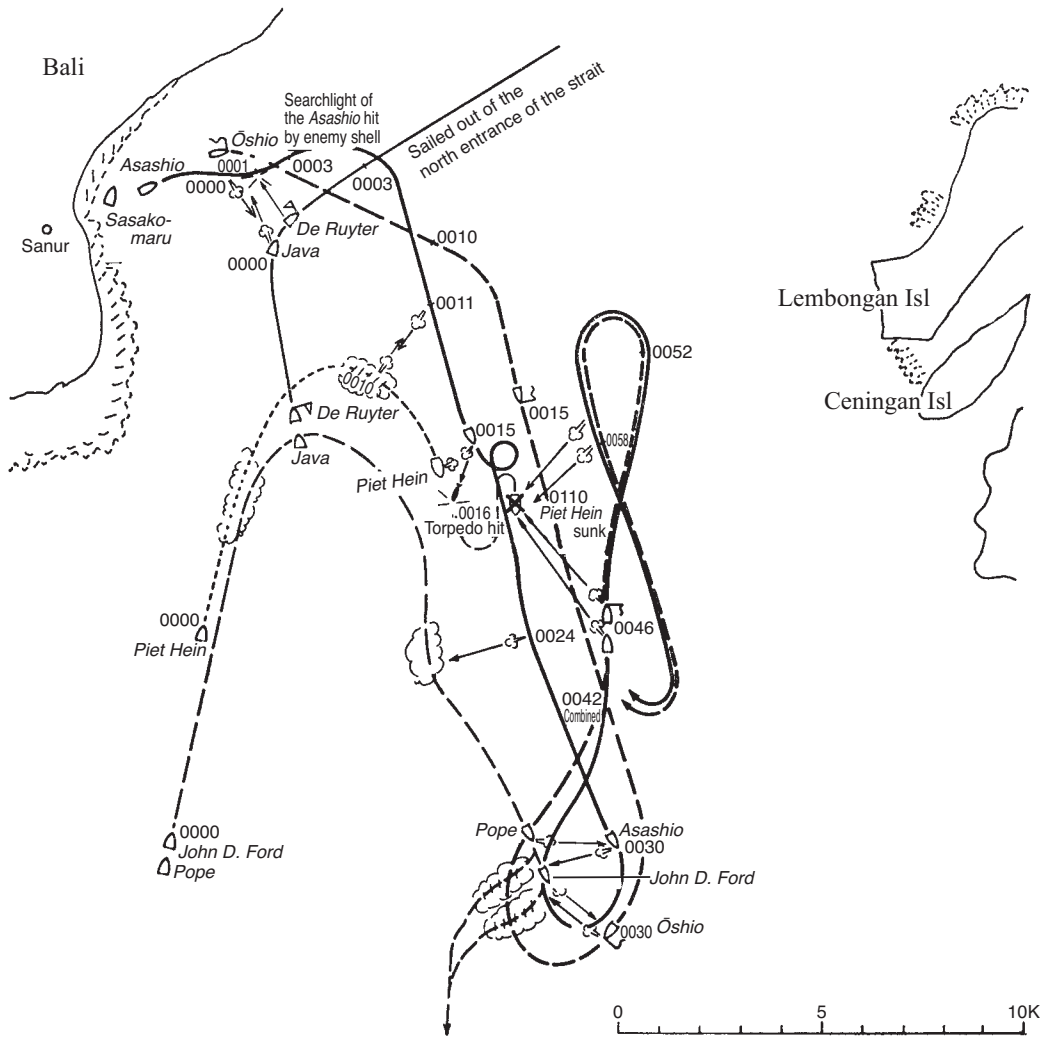 Bali
Searchlight of
the Asashio hit
by enemy shell
Sailed out of the
north entrance of the strait
Ōshio
Asashio
0001
0000
0003
0003
Sasako-
maru
Sanur
De Ruyter
Java
0000
0010
0011
Lembongan Isl
0052
0010
Ceningan Isl
De Ruyter
0015
0015
Java
0058
Piet Hein
0016
Torpedo hit
0110
Piet Hein
sunk
0000
Piet Hein
0046
0024
0042
Combined
0000
John D. Ford
Pope
Pope
Asashio
0030
John D. Ford
0030 Ōshio
0
5
10K